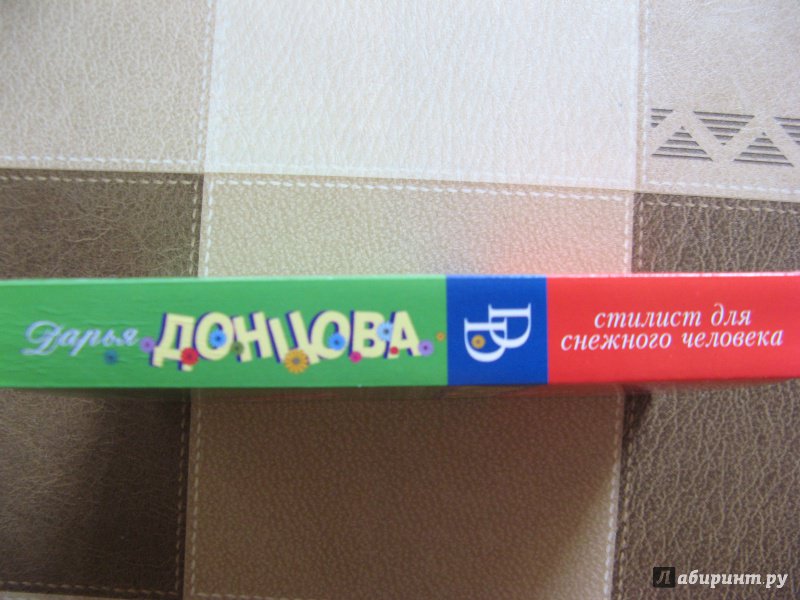 Дарья ДОНЦОВА
стилист для
снежного человека
Лабиринт.ру